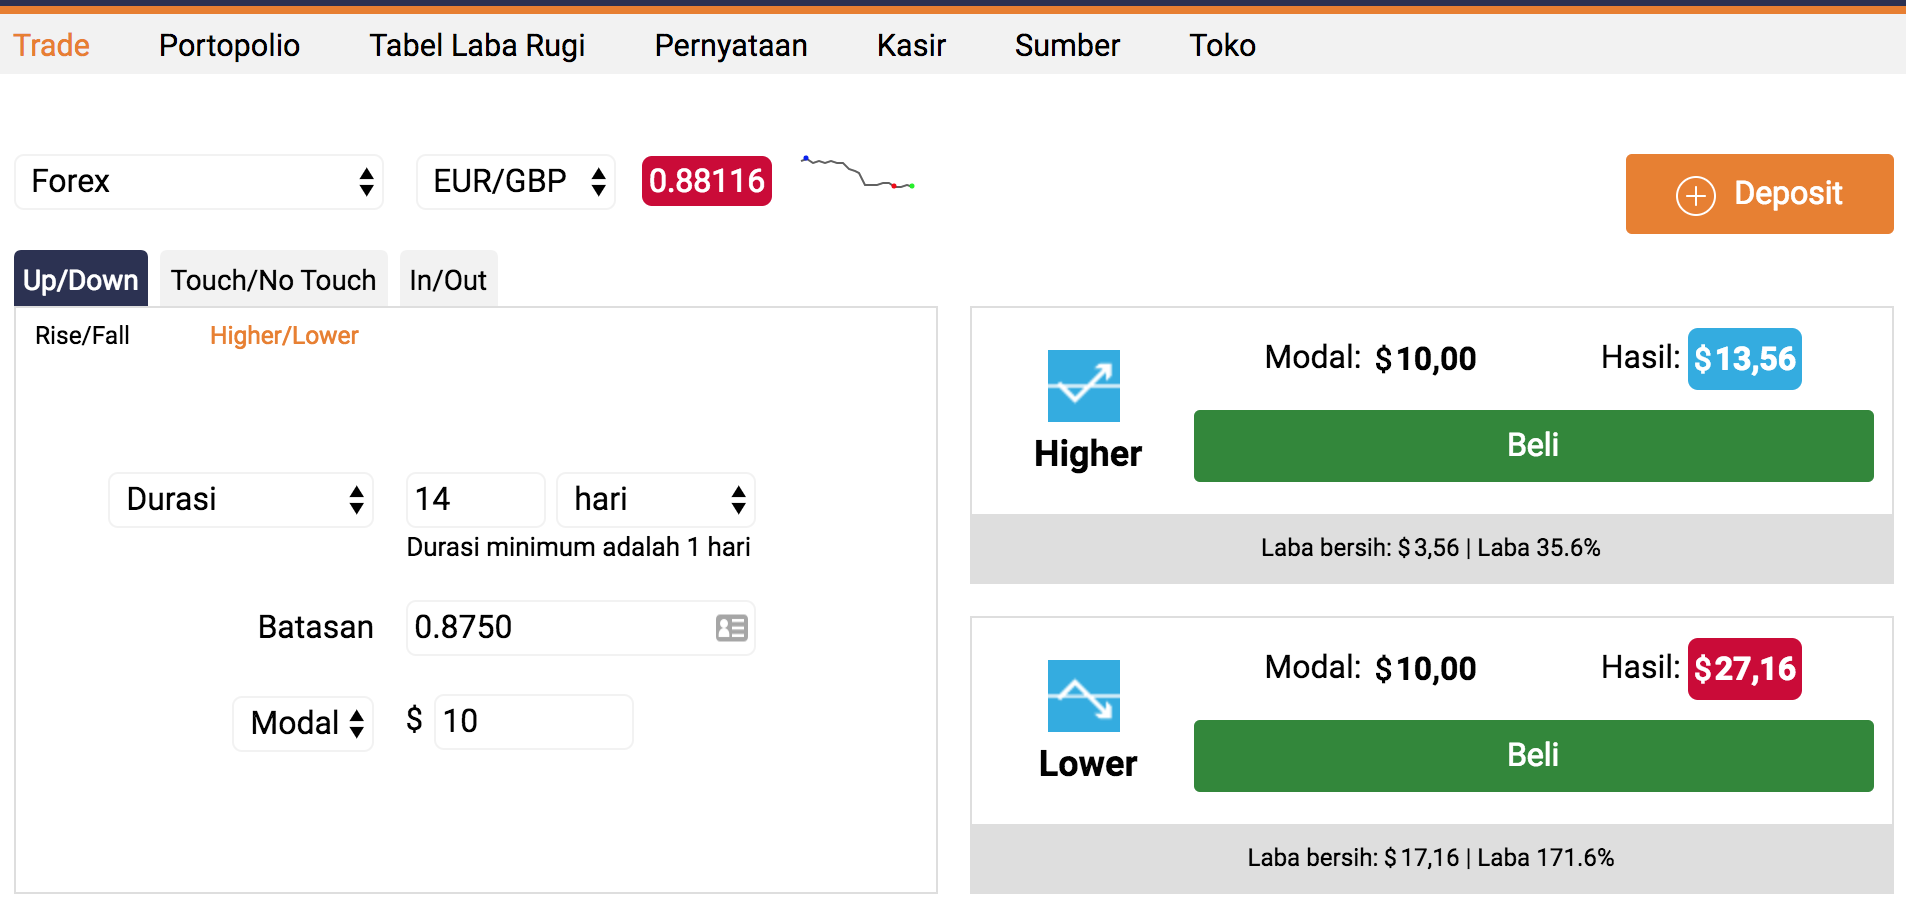 Trade Portopolio Tabel Laba Rugi Pernyataan Kasir Sumber Toko
Forex EUR/GBP 0.88116
Deposit
Up/Down Touch/No Touch In/Out
Rise/Fall Higher/Lower
Durasi 14 hari
Durasi minimum adalah 1 hari
Batasan 0.8750
Modal $ 10
Modal: $10,00 Hasil: $13,56
Higher
Beli
Laba bersih: $3,56 | Laba 35.6%
Modal: $10,00 Hasil: $27,16
Lower
Beli
Laba bersih: $17,16 | Laba 171.6%